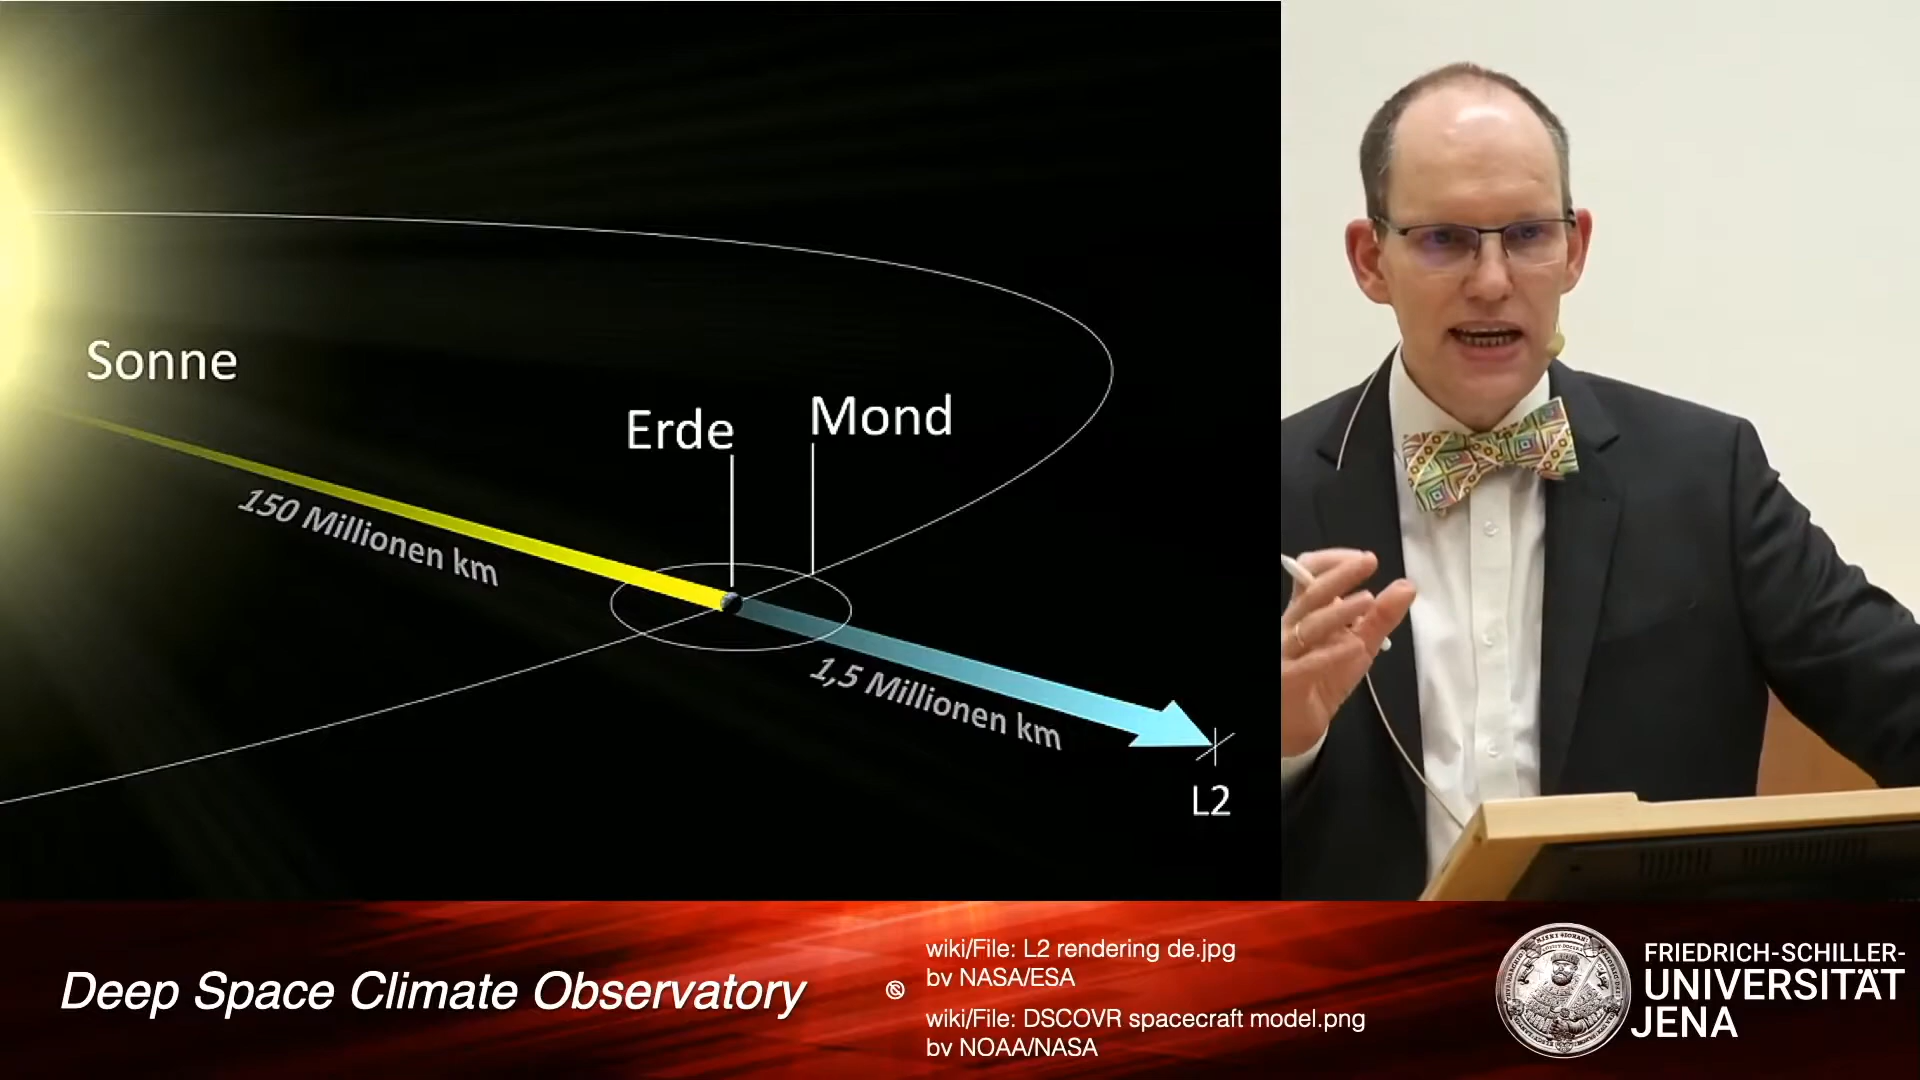 Sonne
Erde
Mond
150 Millionen km
1,5 Millionen km
L2
Deep Space Climate Observatory
wiki/File: L2 rendering de.jpg
by NASA/ESA
wiki/File: DSCOVR spacecraft model.png
by NOAA/NASA
FRIEDRICH-SCHILLER-
UNIVERSITÄT
JENA